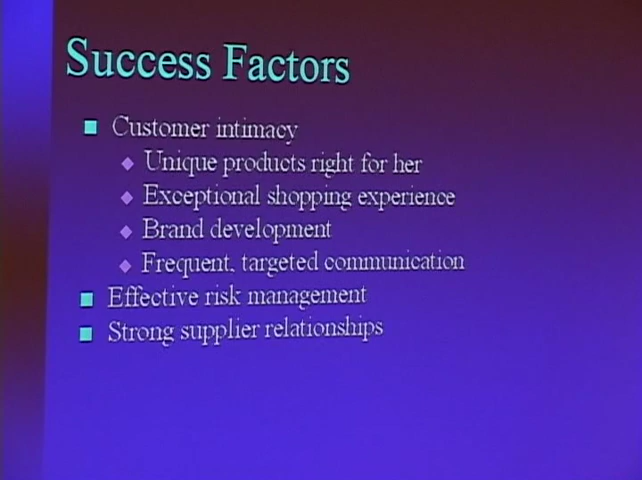 Success Factors
Customer intimacy
Unique products right for her
Exceptional shopping experience
Brand development
Frequent, targeted communication
Effective risk management
Strong supplier relationships